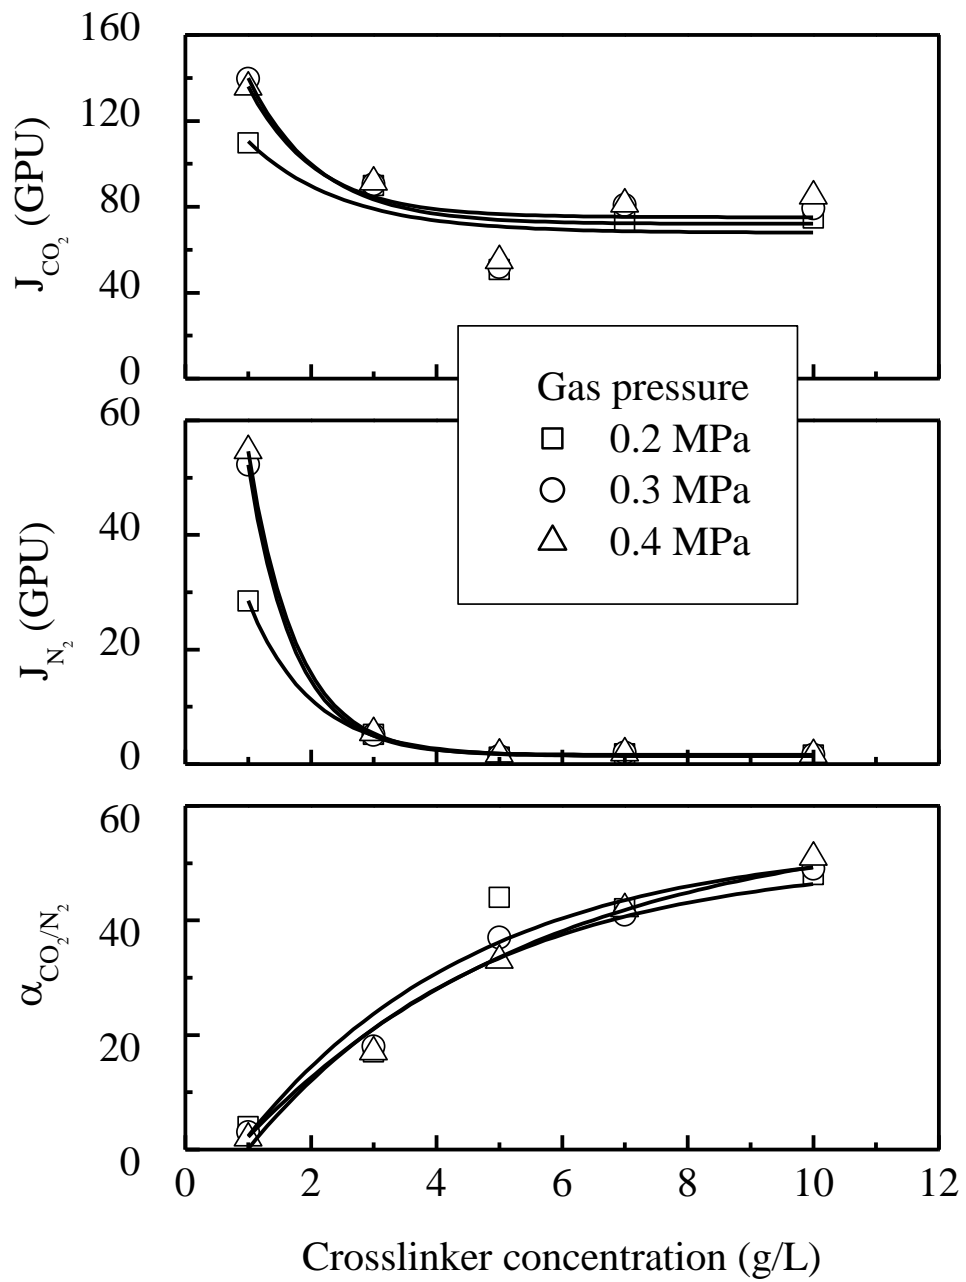 160
120
80
40
0
J_CO₂ (GPU)
Gas pressure
0.2 MPa
0.3 MPa
0.4 MPa
60
40
20
0
J_N₂ (GPU)
60
40
20
0
α_CO₂/N₂
0 2 4 6 8 10 12
Crosslinker concentration (g/L)